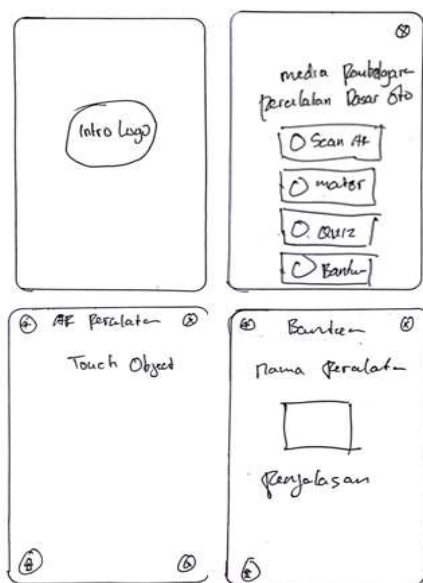 Intro Logo
media Pembelajaran
Peralatan Dasar Oto
Scan AR
materi
Quiz
Bantuan
AR Peralatan
Touch Object
Bantuan
nama Peralatan
Penjelasan